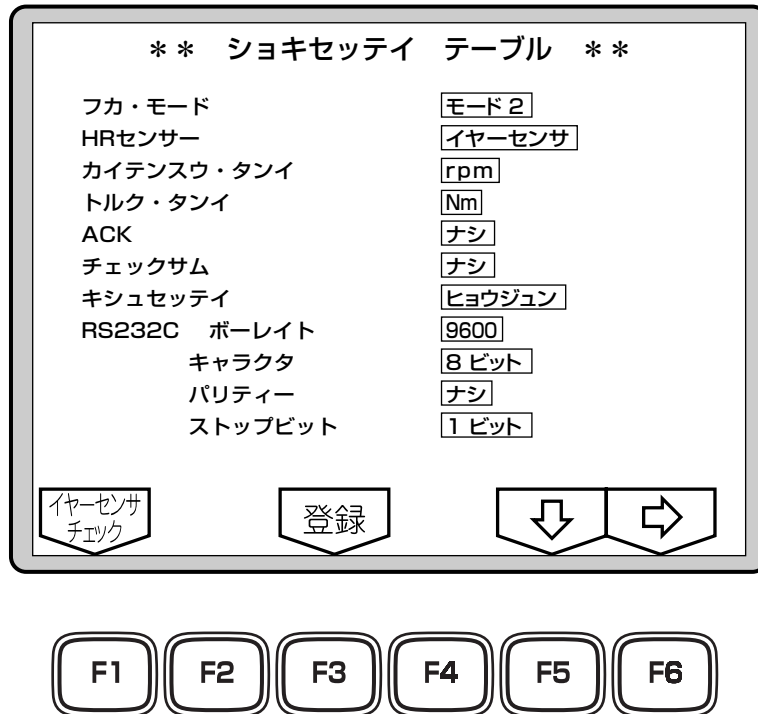 ** ショキセッテイ テーブル **
フカ・モード モード 2
HRセンサー イヤーセンサ
カイテンスウ・タンイ rpm
トルク・タンイ Nm
ACK ナシ
チェックサム ナシ
キシュセッテイ ヒョウジュン
RS232C ボーレイト 9600
キャラクタ 8 ビット
パリティー ナシ
ストップビット 1 ビット
イヤーセンサ
チェック
登録
F1 F2 F3 F4 F5 F6